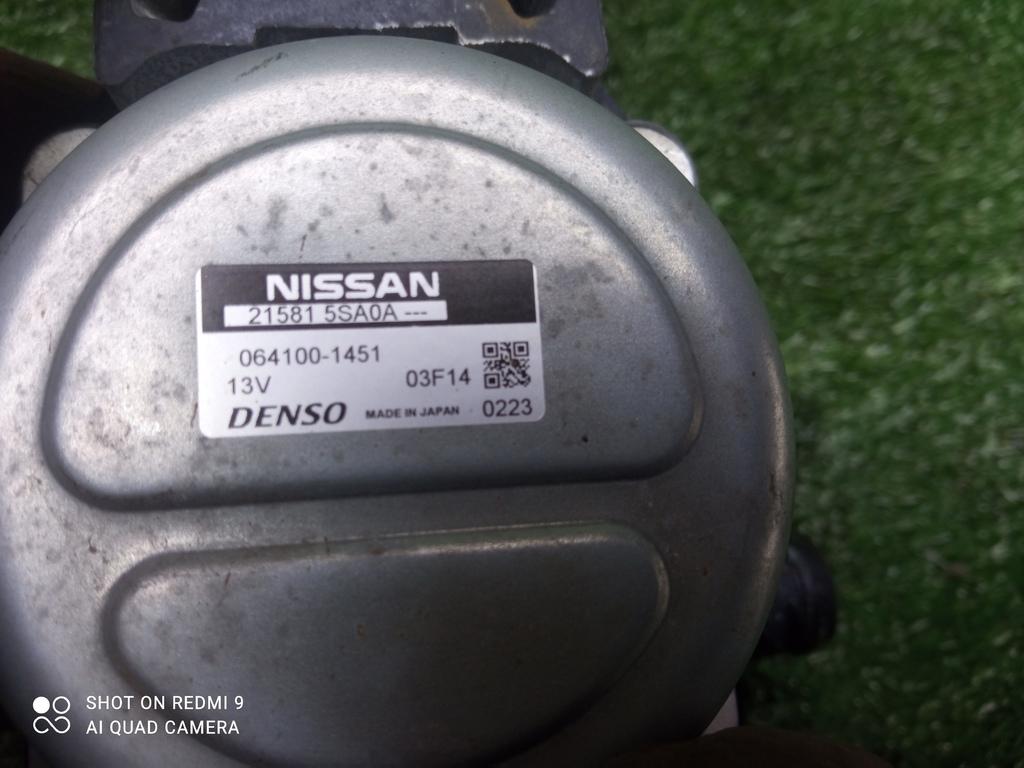 NISSAN
21581 5SA0A ---
064100-1451
13V 03F14
DENSO MADE IN JAPAN 0223
SHOT ON REDMI 9
AI QUAD CAMERA